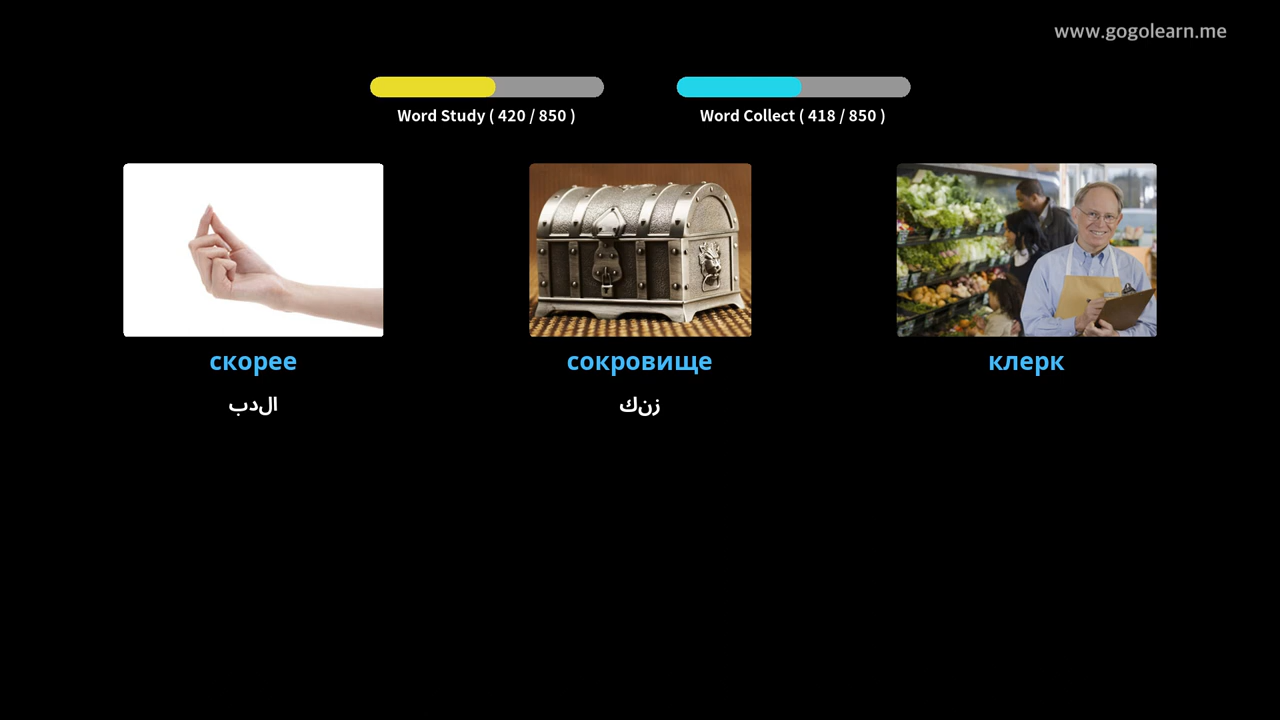 www.gogolearn.me
Word Study ( 420 / 850 )
Word Collect ( 418 / 850 )
скорее
сокровище
клерк
الدب
زنك